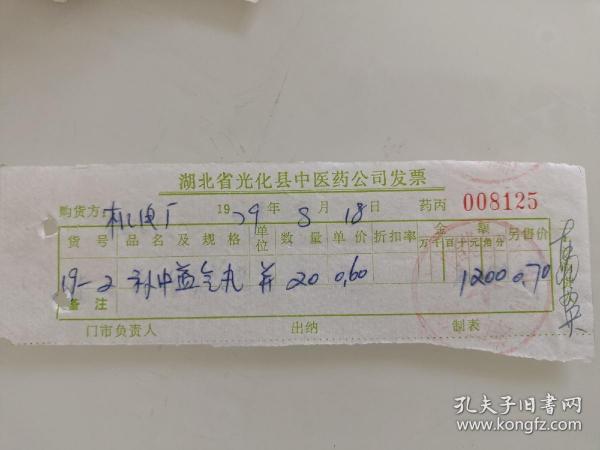 湖北省光化县中医药公司发票
购货方: 机电厂 1979年8月18日 药丙 008125
货号 品名及规格 单位 数量 单价 折扣率 金额 万千百十元角分 另售价
19-2 补中益气丸 并 20 0.60 1200 0.70
备注
门市负责人 出纳 制表
孔夫子旧书网
www.kongfz.com